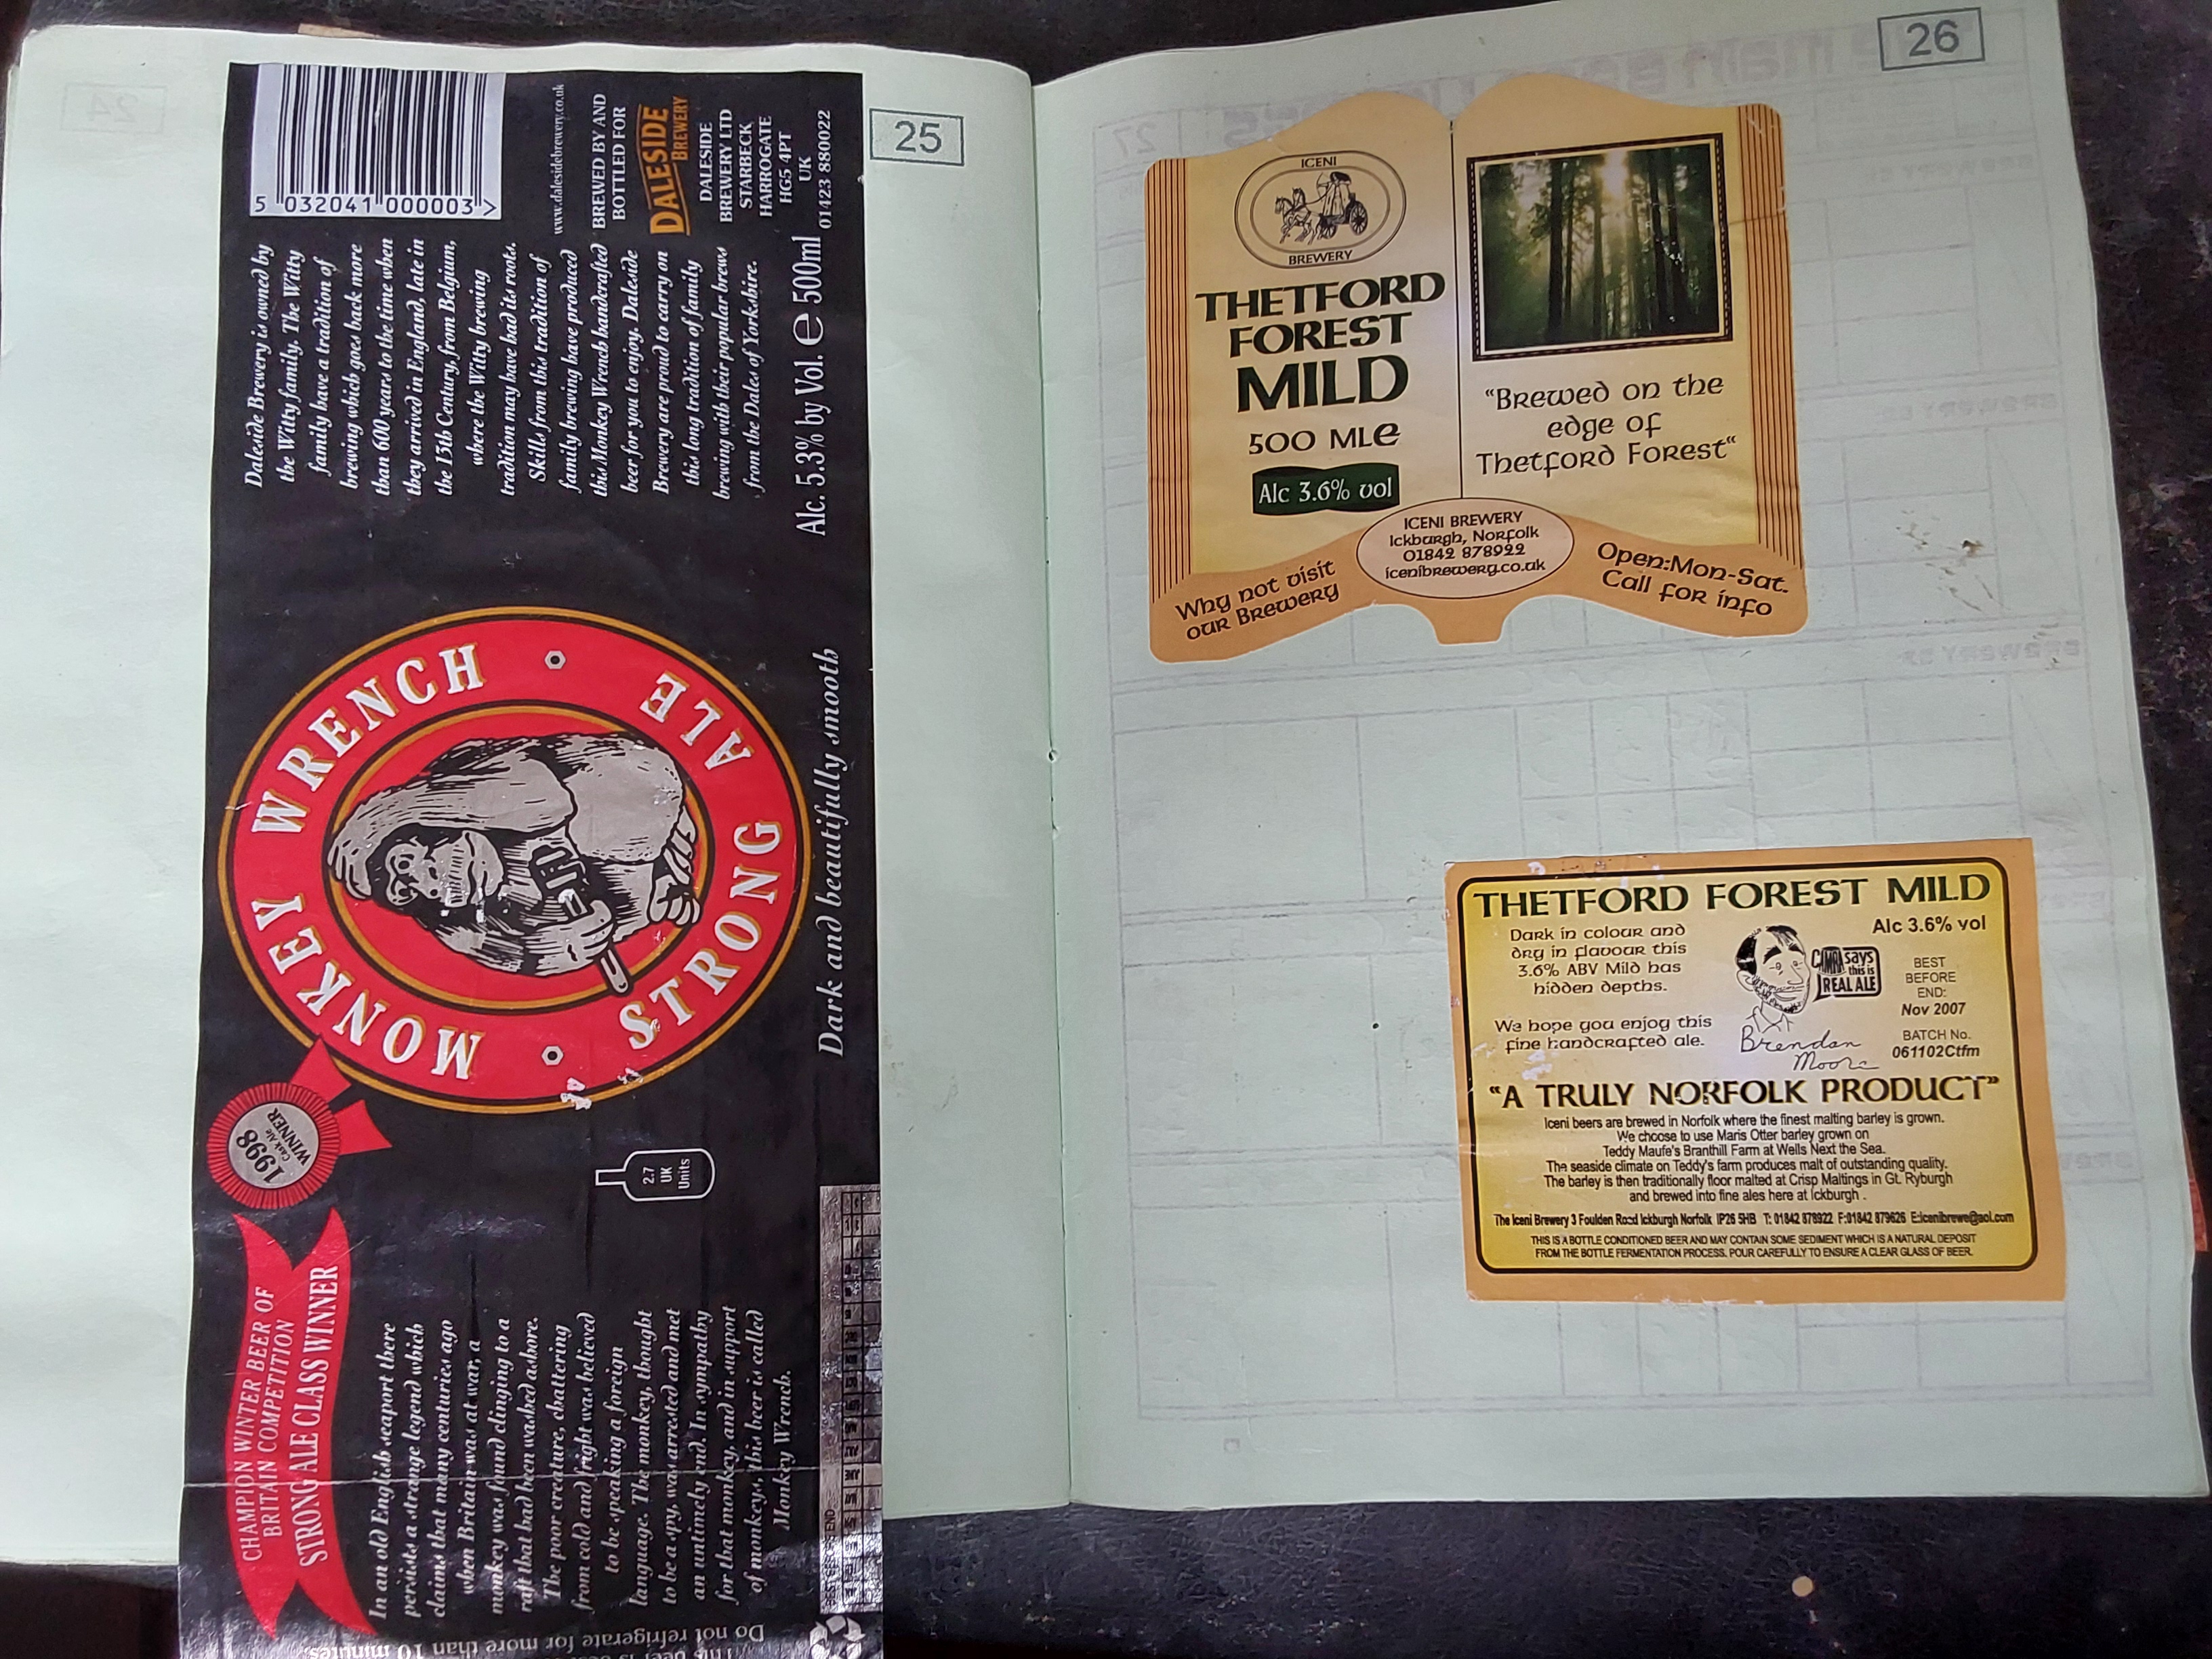 25
CHAMPION WINTER BEER OF
BRITAIN COMPETITION
STRONG ALE CLASS WINNER
1998
Cask Ale
WINNER
In an old English seaport there
persists a strange legend which
claims that many centuries ago
when Britain was at war, a
monkey was found clinging to a
raft that had been washed ashore.
The poor creature, chattering
from cold and fright was believed
to be speaking a foreign
language. The monkey, thought
to be a spy, was arrested and met
an untimely end. In sympathy
for that monkey, and in support
of monkeys, this beer is called
Monkey Wrench.
Do not refrigerate for more than 10 minutes.
BEST BEFORE END
2.7
UK
Units
MONKEY WRENCH
STRONG ALE
Dark and beautifully smooth
Daleside Brewery is owned by
the Witty family. The Witty
family have a tradition of
brewing which goes back more
than 600 years to the time when
they arrived in England, late in
the 15th Century, from Belgium,
where the Witty brewing
tradition may have had its roots.
Skills from this tradition of
family brewing have produced
this Monkey Wrench handcrafted
beer for you to enjoy. Daleside
Brewery are proud to carry on
this long tradition of family
brewing with their popular brews
from the Dales of Yorkshire.
Alc. 5.3% by Vol. e 500ml
5 032041 000003 >
www.dalesidebrewery.co.uk
BREWED BY AND
BOTTLED FOR
DALESIDE
BREWERY
DALESIDE
BREWERY LTD
STARBECK
HARROGATE
HG5 4PT
UK
01423 880022
26
ICENI
BREWERY
THETFORD
FOREST
MILD
500 MLe
Alc 3.6% vol
"Brewed on the
edge of
Thetford Forest"
ICENI BREWERY
Ickburgh, Norfolk
01842 878922
icenibrewery.co.uk
Why not visit
our Brewery
Open:Mon-Sat.
Call for info
THETFORD FOREST MILD
Alc 3.6% vol
Dark in colour and
dry in flavour this
3.6% ABV Mild has
hidden depths.
We hope you enjoy this
fine handcrafted ale.
CAMRA says
this is
REAL ALE
Brendan
Moore
BEST
BEFORE
END:
Nov 2007
BATCH No.
061102Ctfm
"A TRULY NORFOLK PRODUCT"
Iceni beers are brewed in Norfolk where the finest malting barley is grown.
We choose to use Maris Otter barley grown on
Teddy Maufe's Branthill Farm at Wells Next the Sea.
The seaside climate on Teddy's farm produces malt of outstanding quality.
The barley is then traditionally floor malted at Crisp Maltings in Gt. Ryburgh
and brewed into fine ales here at Ickburgh .
The Iceni Brewery 3 Foulden Road Ickburgh Norfolk IP26 5HB T: 01842 878922 F:01842 879626 E:icenibrewe@aol.com
THIS IS A BOTTLE CONDITIONED BEER AND MAY CONTAIN SOME SEDIMENT WHICH IS A NATURAL DEPOSIT
FROM THE BOTTLE FERMENTATION PROCESS. POUR CAREFULLY TO ENSURE A CLEAR GLASS OF BEER.